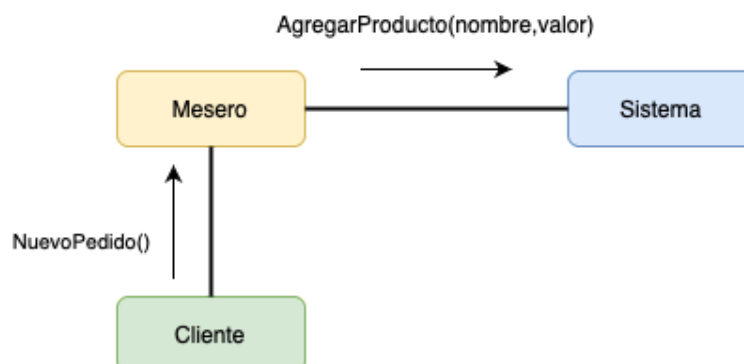 AgregarProducto(nombre,valor)
Mesero
Sistema
NuevoPedido()
Cliente